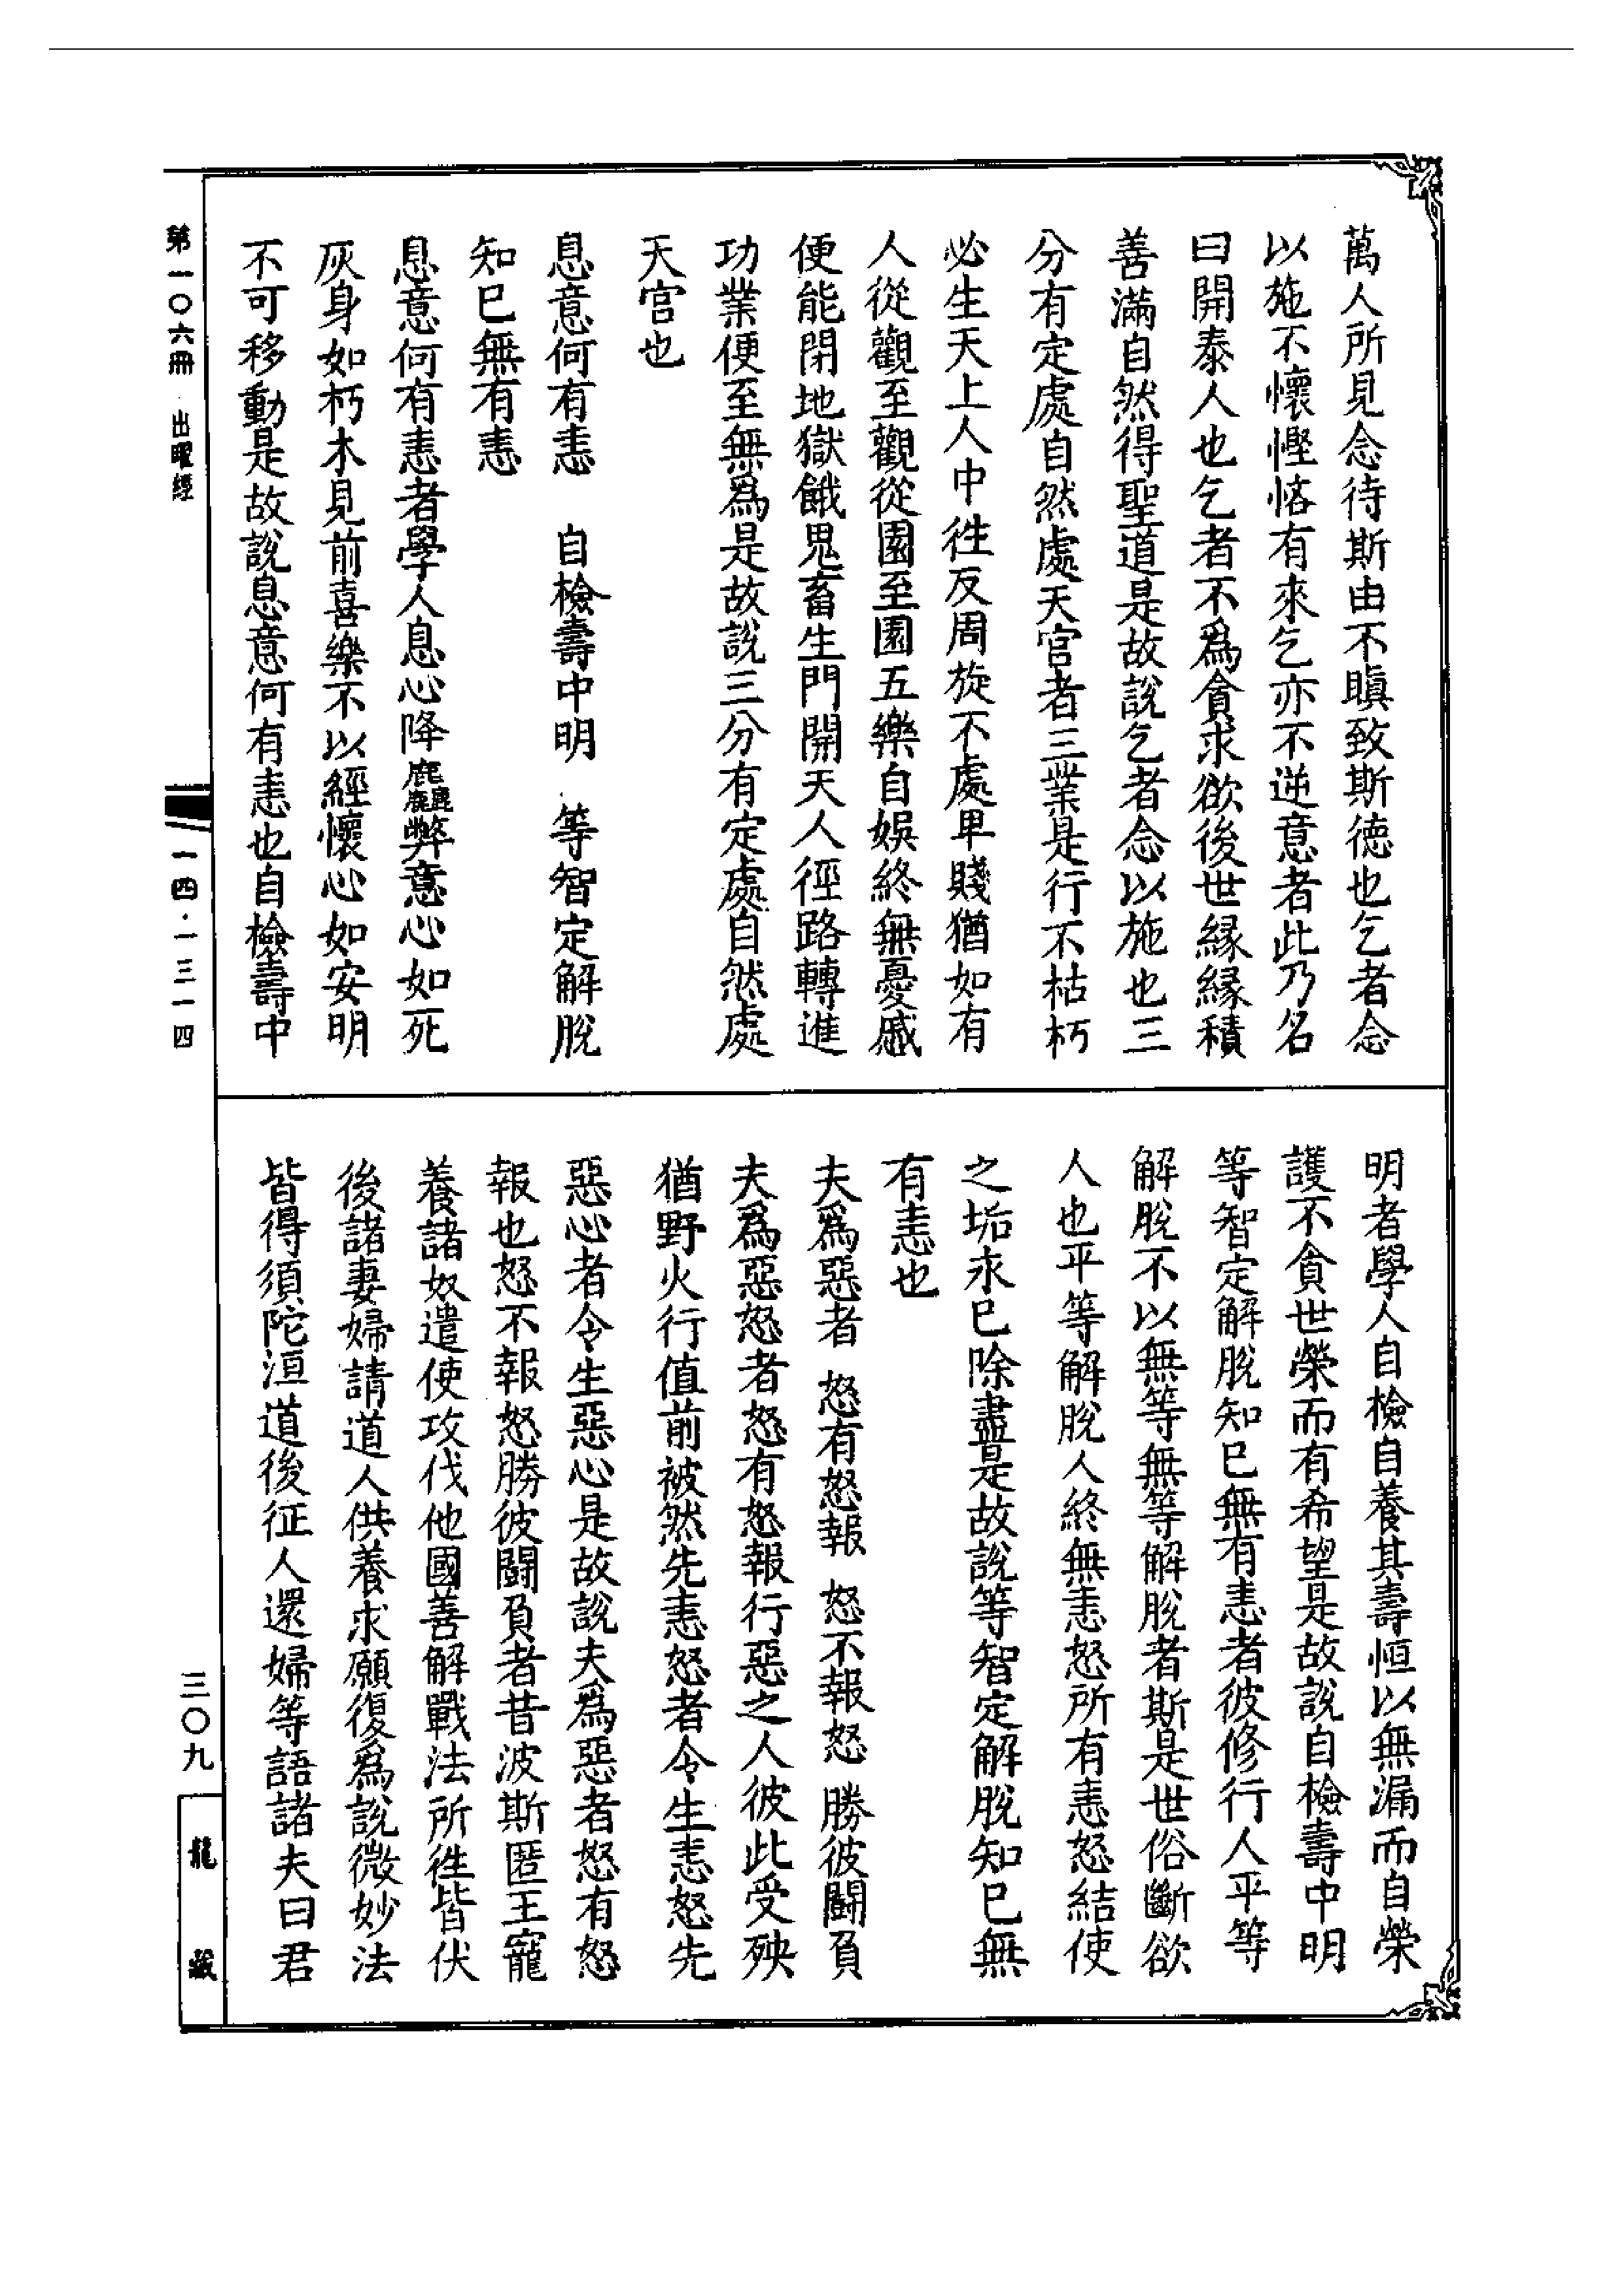 萬人所見念待斯由不瞋致斯德也乞者念
以施不懷慳悋有來乞亦不逆意者此乃名
曰開泰人也乞者不爲貪求欲後世緣緣積
善滿自然得聖道是故說乞者念以施也三
分有定處自然處天宫者三業是行不枯朽
必生天上人中徃反周旋不處卑賤猶如有
人從觀至觀從園至園五樂自娛終無憂慼
便能閉地獄餓鬼畜生門開天人徑路轉進
功業便至無爲是故說三分有定處自然處
天宫也
息意何有恚　自檢壽中明　等智定解脫
知已無有恚
息意何有恚者學人息心降麤弊意心如死
灰身如朽木見前喜樂不以經懷心如安明
不可移動是故說息意何有恚也自檢壽中
明者學人自檢自養其壽恒以無漏而自榮
護不貪世榮而有希望是故說自檢壽中明
等智定解脫知已無有恚者彼修行人平等
解脫不以無等無等解脫者斯是世俗斷欲
人也平等解脫人終無恚怒所有恚怒結使
之垢永已除盡是故說等智定解脫知已無
有恚也
夫爲惡者　怒有怒報　怒不報怒　勝彼鬪負
夫爲惡怒者怒有怒報行惡之人彼此受殃
猶野火行值前被然先恚怒者令生恚怒先
惡心者令生惡心是故說夫爲惡者怒有怒
報也怒不報怒勝彼鬪負者昔波斯匿王寵
養諸奴遣使攻伐他國善解戰法所徃皆伏
後諸妻婦請道人供養求願復爲說微妙法
皆得須陀洹道後征人還婦等語諸夫曰君
第一〇六冊　出曜經
一四·一三一四
三〇九
龍藏